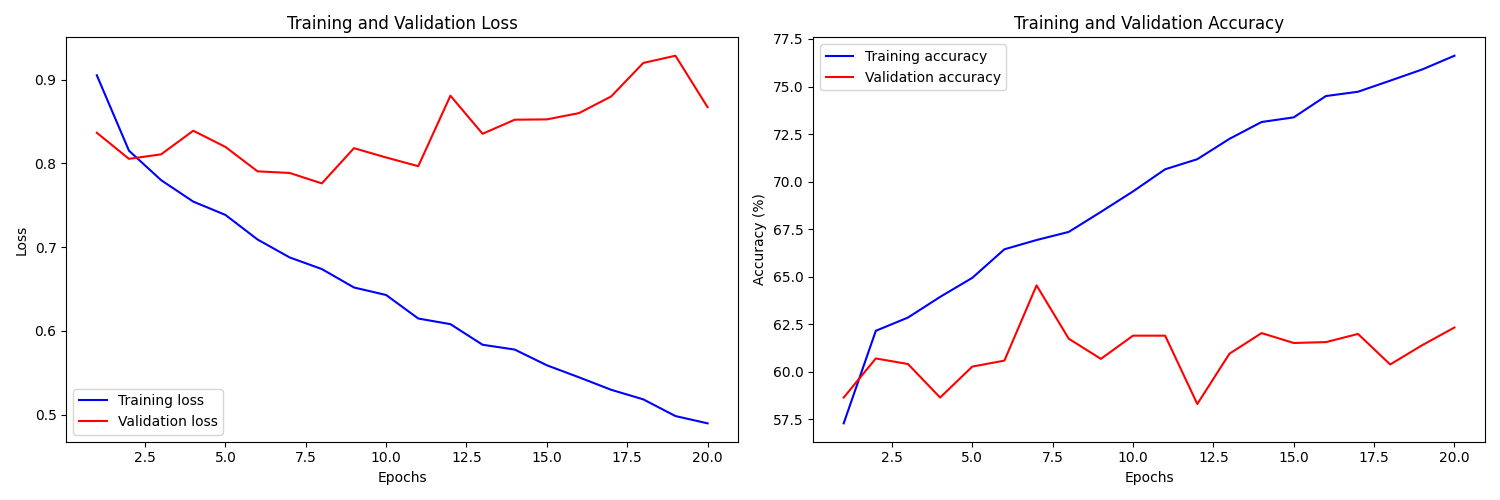 Training and Validation Loss
0.9
0.8
0.7
0.6
0.5
Loss
Training loss
Validation loss
2.5 5.0 7.5 10.0 12.5 15.0 17.5 20.0
Epochs
Training and Validation Accuracy
77.5
75.0
72.5
70.0
67.5
65.0
62.5
60.0
57.5
Accuracy (%)
Training accuracy
Validation accuracy
2.5 5.0 7.5 10.0 12.5 15.0 17.5 20.0
Epochs